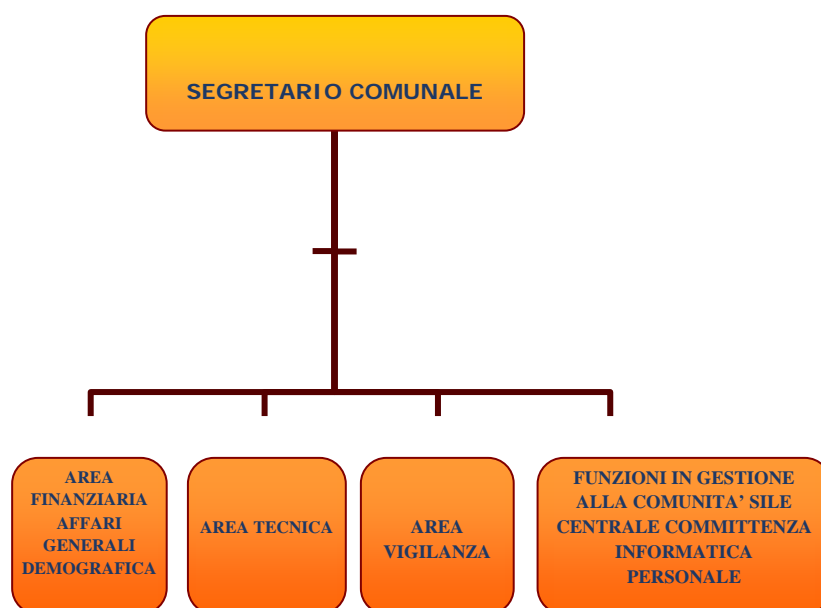 SEGRETARIO COMUNALE
AREA
FINANZIARIA
AFFARI
GENERALI
DEMOGRAFICA
AREA TECNICA
AREA
VIGILANZA
FUNZIONI IN GESTIONE
ALLA COMUNITA’ SILE
CENTRALE COMMITTENZA
INFORMATICA
PERSONALE